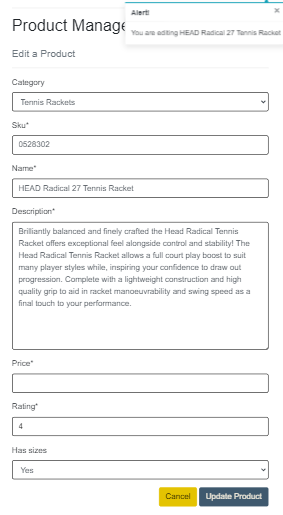 Product Manage
Alert!
×
You are editing HEAD Radical 27 Tennis Racket
Edit a Product
Category
Tennis Rackets
Sku*
0528302
Name*
HEAD Radical 27 Tennis Racket
Description*
Brilliantly balanced and finely crafted the Head Radical Tennis
Racket offers exceptional feel alongside control and stability! The
Head Radical Tennis Racket allows a full court play boost to suit
many player styles while, inspiring your confidence to draw out
progression. Complete with a lightweight construction and high
quality grip to aid in racket manoeuvrability and swing speed as a
final touch to your performance.
Price*
Rating*
4
Has sizes
Yes
Cancel
Update Product